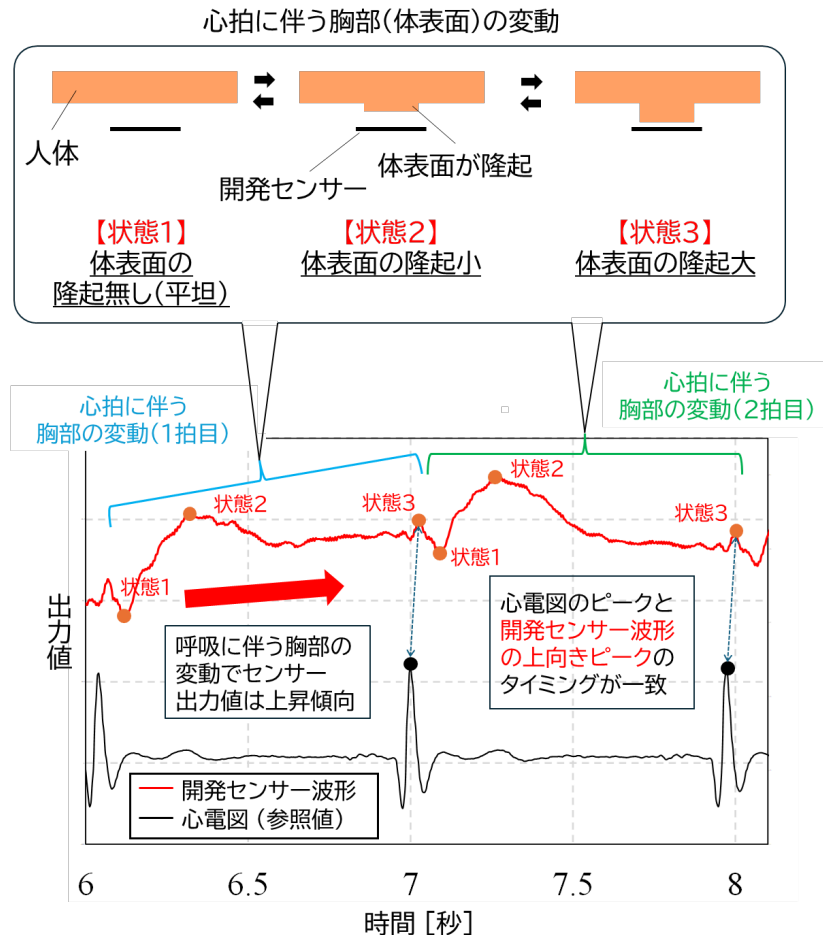 心拍に伴う胸部(体表面)の変動
人体
開発センサー
体表面が隆起
【状態1】
体表面の
隆起無し(平坦)
【状態2】
体表面の隆起小
【状態3】
体表面の隆起大
心拍に伴う
胸部の変動(1拍目)
心拍に伴う
胸部の変動(2拍目)
状態1
状態2
状態3
状態1
状態2
状態3
呼吸に伴う胸部の
変動でセンサー
出力値は上昇傾向
心電図のピークと
開発センサー波形
の上向きピークの
タイミングが一致
出力値
開発センサー波形
心電図 (参照値)
6
6.5
7
7.5
8
時間 [秒]